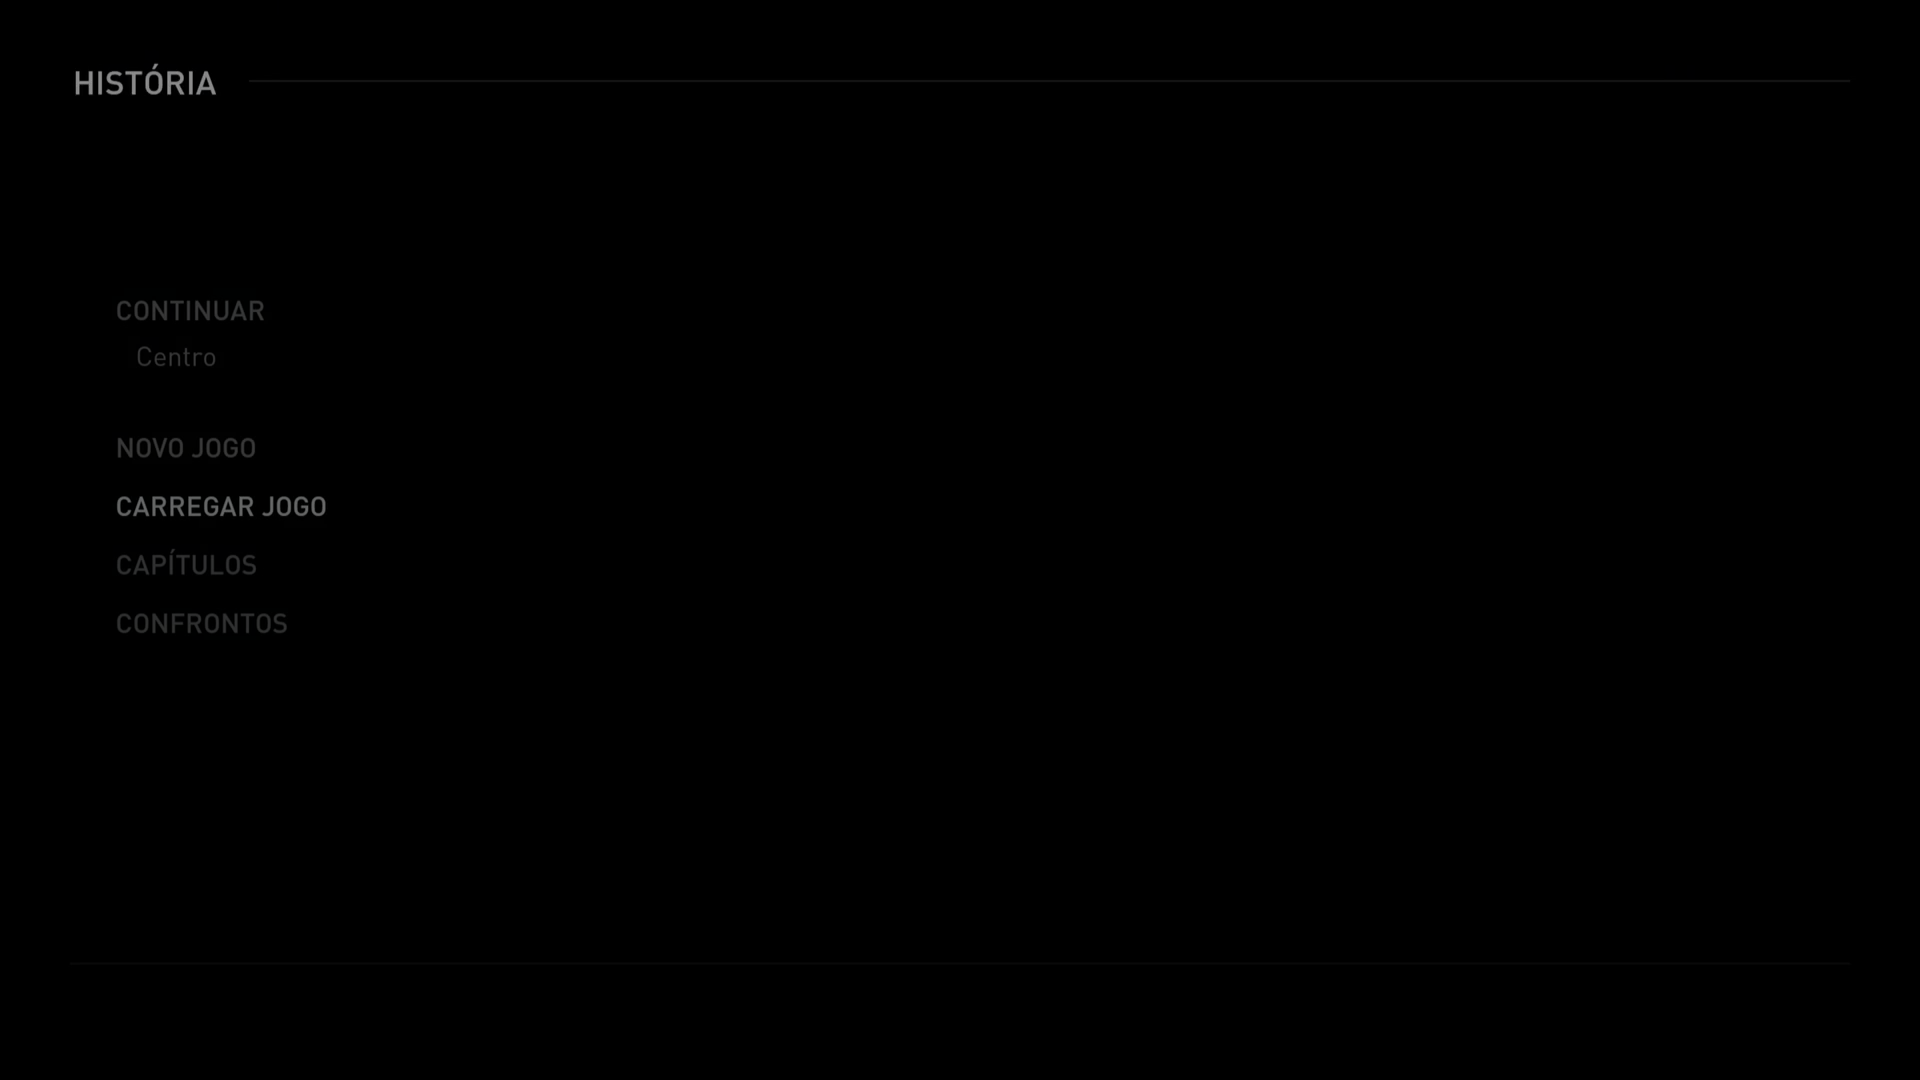 HISTÓRIA
CONTINUAR
Centro
NOVO JOGO
CARREGAR JOGO
CAPÍTULOS
CONFRONTOS